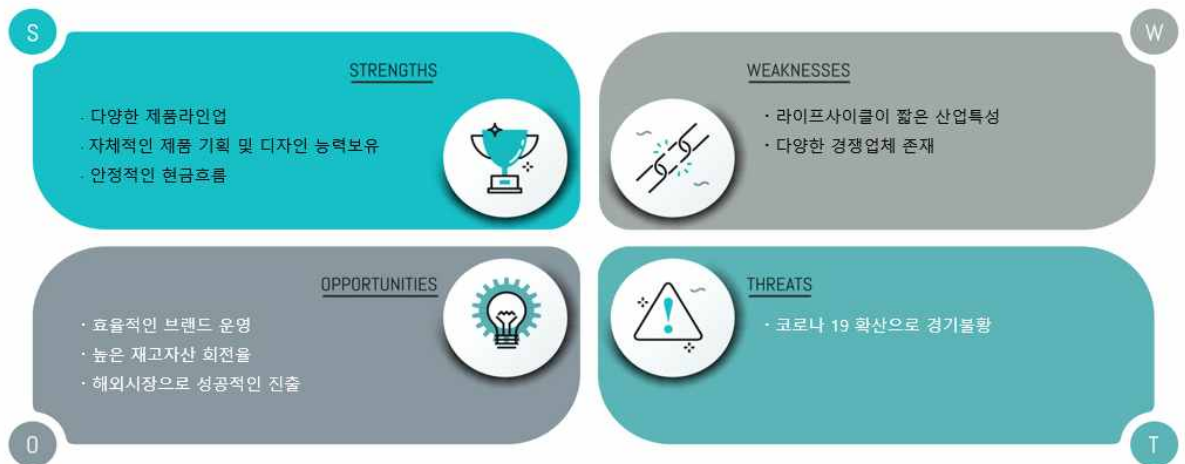 S
STRENGTHS
· 다양한 제품라인업
· 자체적인 제품 기획 및 디자인 능력보유
· 안정적인 현금흐름
W
WEAKNESSES
· 라이프사이클이 짧은 산업특성
· 다양한 경쟁업체 존재
O
OPPORTUNITIES
· 효율적인 브랜드 운영
· 높은 재고자산 회전율
· 해외시장으로 성공적인 진출
T
THREATS
· 코로나 19 확산으로 경기불황